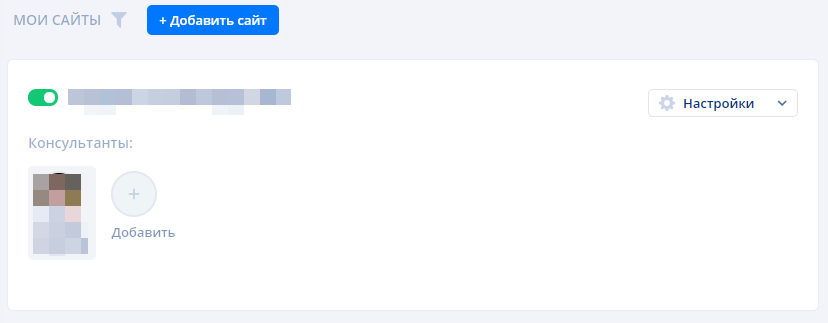 МОИ САЙТЫ + Добавить сайт
Настройки
Консультанты:
+
Добавить